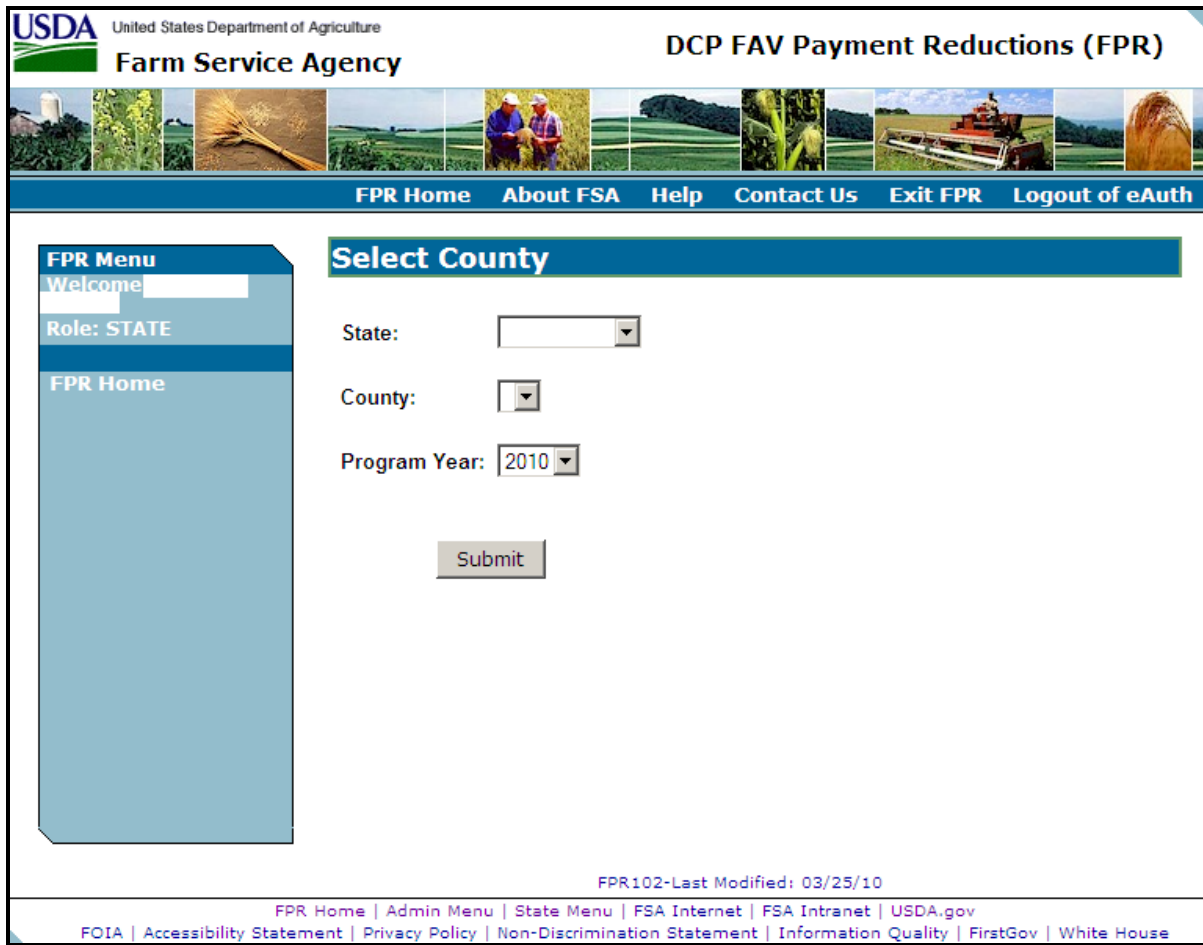 USDA United States Department of Agriculture
Farm Service Agency
DCP FAV Payment Reductions (FPR)
FPR Home About FSA Help Contact Us Exit FPR Logout of eAuth
FPR Menu
Welcome
Role: STATE
FPR Home
Select County
State:
County:
Program Year: 2010
Submit
FPR102-Last Modified: 03/25/10
FPR Home | Admin Menu | State Menu | FSA Internet | FSA Intranet | USDA.gov
FOIA | Accessibility Statement | Privacy Policy | Non-Discrimination Statement | Information Quality | FirstGov | White House